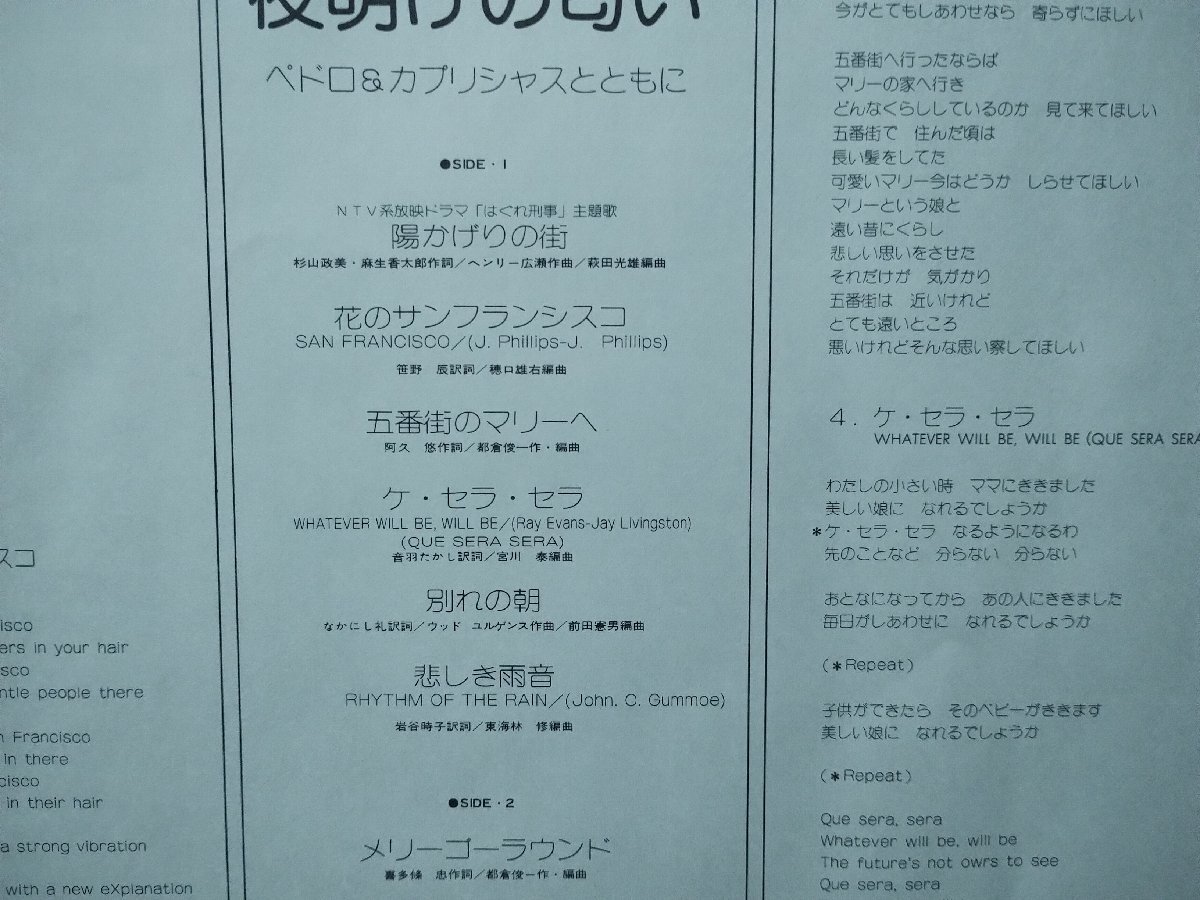 スコ
isco
ers in your hair
sco
ntle people there
n Francisco
in there
cisco
in their hair
a strong vibration
with a new eXpianation
夜明けの匂い
ペドロ&カプリシャスとともに
●SIDE・1
NTV系放映ドラマ「はぐれ刑事」主題歌
陽かげりの街
杉山政美・麻生香太郎作詞/ヘンリー広瀬作曲/萩田光雄編曲
花のサンフランシスコ
SAN FRANCISCO/(J. Phillips-J. Phillips)
笹野 辰訳詞/穂口雄右編曲
五番街のマリーへ
阿久 悠作詞/都倉俊一作・編曲
ケ・セラ・セラ
WHATEVER WILL BE, WILL BE/(Ray Evans-Jay Livingston)
(QUE SERA SERA)
音羽たかし訳詞/宮川 泰編曲
別れの朝
なかにし礼訳詞/ウッド ユルゲンス作曲/前田憲男編曲
悲しき雨音
RHYTHM OF THE RAIN/(John. C. Gummoe)
岩谷時子訳詞/東海林 修編曲
●SIDE・2
メリーゴーラウンド
喜多條 忠作詞/都倉俊一作・編曲
今がとてもしあわせなら 寄らずにほしい
五番街へ行ったならば
マリーの家へ行き
どんなくらししているのか 見て来てほしい
五番街で 住んだ頃は
長い髪をしてた
可愛いマリー今はどうか しらせてほしい
マリーという娘と
遠い昔にくらし
悲しい思いをさせた
それだけが 気がかり
五番街は 近いけれど
とても遠いところ
悪いけれどそんな思い察してほしい
4. ケ・セラ・セラ
WHATEVER WILL BE, WILL BE (QUE SERA SERA
わたしの小さい時 ママにききました
美しい娘に なれるでしょうか
*ケ・セラ・セラ なるようになるわ
先のことなど 分らない 分らない
おとなになってから あの人にききました
毎日がしあわせに なれるでしょうか
(*Repeat)
子供ができたら そのベビーがききます
美しい娘に なれるでしょうか
(*Repeat)
Que sera, sera
Whatever will be, will be
The future's not owrs to see
Que sera, sera